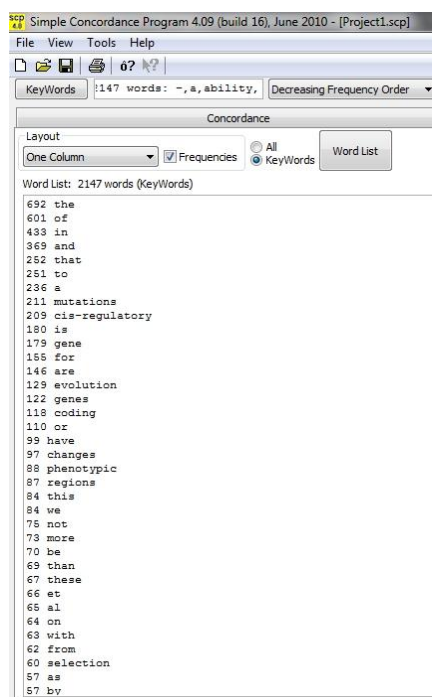 SCP 4.0 Simple Concordance Program 4.09 (build 16), June 2010 - [Project1.scp]
File View Tools Help
ô?
KeyWords !147 words: -,a,ability, Decreasing Frequency Order
Concordance
Layout
One Column Frequencies All KeyWords Word List
Word List: 2147 words (KeyWords)
692 the
601 of
433 in
369 and
252 that
251 to
236 a
211 mutations
209 cis-regulatory
180 is
179 gene
155 for
146 are
129 evolution
122 genes
118 coding
110 or
99 have
97 changes
88 phenotypic
87 regions
84 this
84 we
75 not
73 more
70 be
69 than
67 these
66 et
65 al
64 on
63 with
62 from
60 selection
57 as
57 by